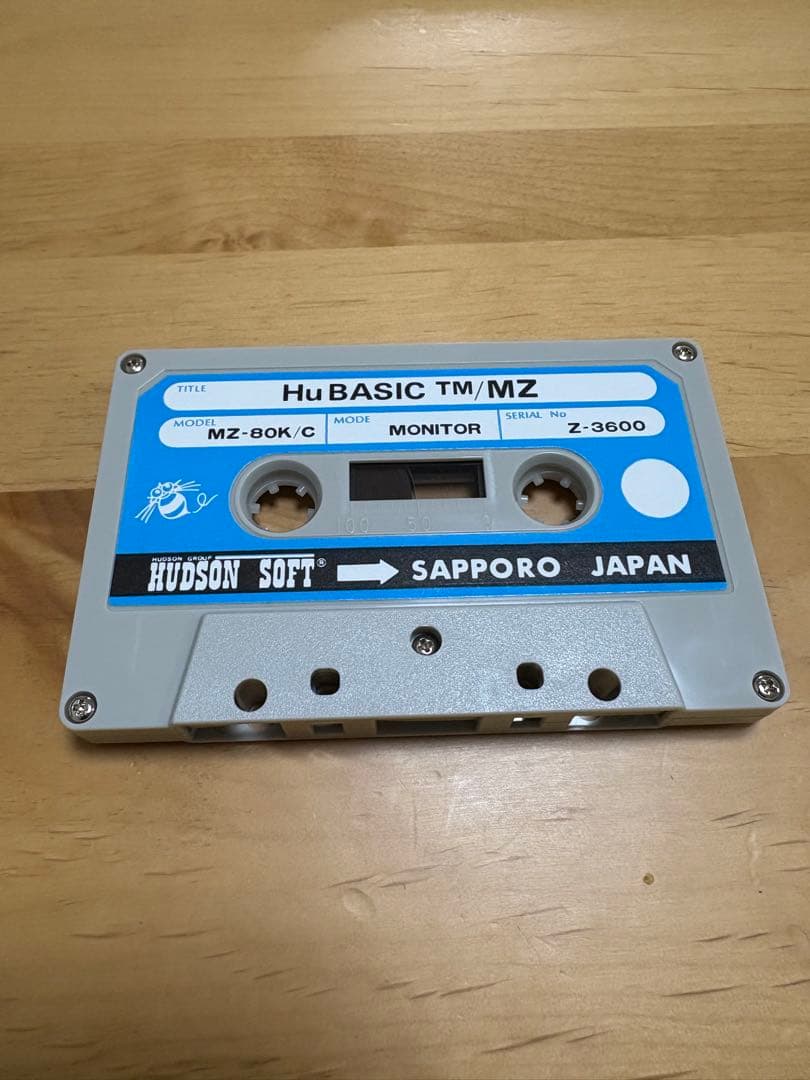 TITLE
Hu BASIC TM/MZ
MODEL
MZ-80K/C
MODE
MONITOR
SERIAL No
Z-3600
100 50 0
HUDSON GROUP
HUDSON SOFT®
SAPPORO JAPAN